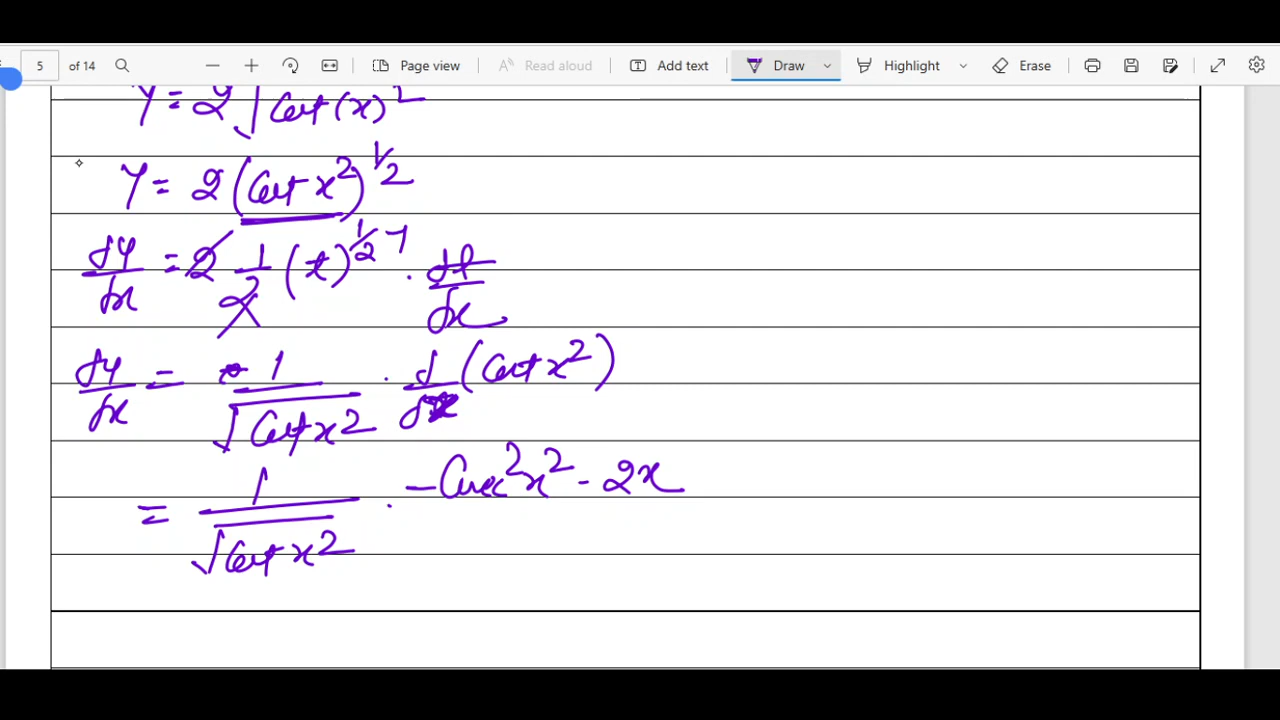 5 of 14 Page view Read aloud Add text Draw Highlight Erase
Y = 2 √Cot(x)²
Y = 2 (Cot x²)^1/2
dy/dx = 2 1/2 (t)^1/2 -1 · dt/dx
dy/dx = 1/√Cot x² · d/dx (Cot x²)
= 1/√Cot x² · -Cosec² x² · 2x